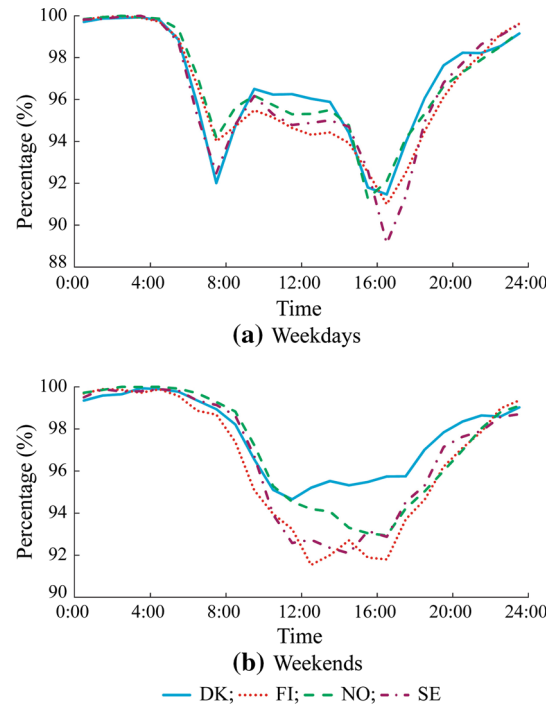 100
98
96
94
92
90
88
Percentage (%)
0:00 4:00 8:00 12:00 16:00 20:00 24:00
Time
(a) Weekdays
100
98
96
94
92
90
Percentage (%)
0:00 4:00 8:00 12:00 16:00 20:00 24:00
Time
(b) Weekends
DK; FI; NO; SE